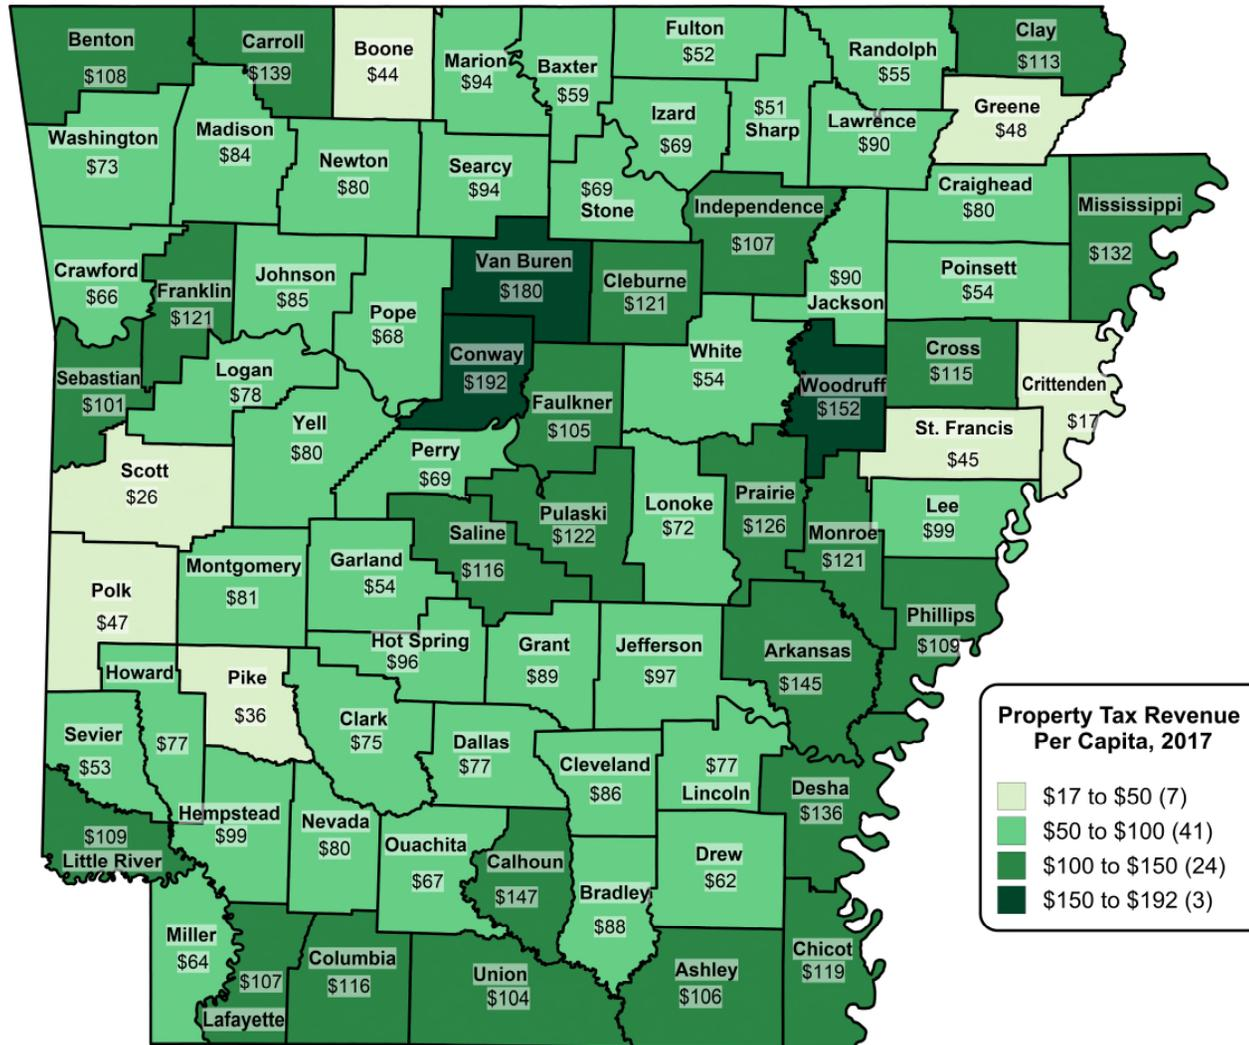 Benton
$108
Carroll
$139
Boone
$44
Marion
$94
Baxter
$59
Fulton
$52
Randolph
$55
Clay
$113
Washington
$73
Madison
$84
Newton
$80
Searcy
$94
Izard
$69
$51
Sharp
Lawrence
$90
Greene
$48
$69
Stone
Independence
$107
Craighead
$80
Mississippi
$132
Crawford
$66
Franklin
$121
Johnson
$85
Pope
$68
Van Buren
$180
Cleburne
$121
$90
Jackson
Poinsett
$54
Sebastian
$101
Logan
$78
Conway
$192
Faulkner
$105
White
$54
Woodruff
$152
Cross
$115
Crittenden
$17
Scott
$26
Yell
$80
Perry
$69
St. Francis
$45
Saline
$116
Pulaski
$122
Lonoke
$72
Prairie
$126
Monroe
$121
Lee
$99
Polk
$47
Montgomery
$81
Garland
$54
Hot Spring
$96
Grant
$89
Jefferson
$97
Arkansas
$145
Phillips
$109
Howard
$77
Pike
$36
Clark
$75
Dallas
$77
Cleveland
$86
$77
Lincoln
Desha
$136
Sevier
$53
$109
Little River
Hempstead
$99
Nevada
$80
Ouachita
$67
Calhoun
$147
Bradley
$88
Drew
$62
Miller
$64
$107
Lafayette
Columbia
$116
Union
$104
Ashley
$106
Chicot
$119
Property Tax Revenue
Per Capita, 2017
$17 to $50 (7)
$50 to $100 (41)
$100 to $150 (24)
$150 to $192 (3)